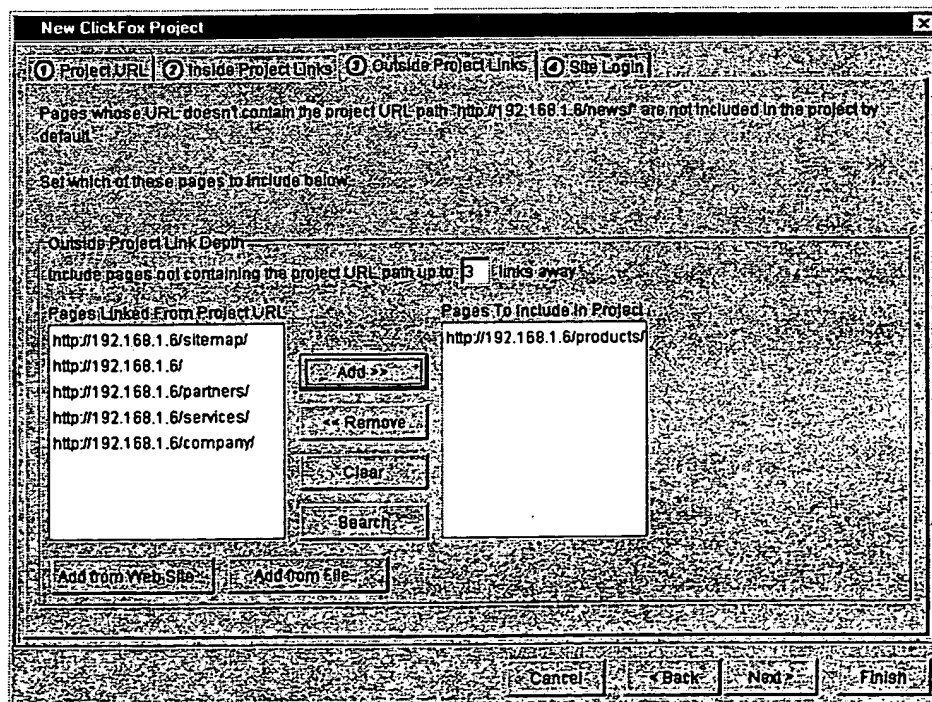 New ClickFox Project
① Project URL ② Inside Project Links ③ Outside Project Links ④ Site Login
Pages whose URL doesn't contain the project URL path "http://192.168.1.6/news/" are not included in the project by
default.
Set which of these pages to include below.
Outside Project Link Depth
Include pages not containing the project URL path up to 3 links away.
Pages Linked From Project URL
Pages To Include In Project
http://192.168.1.6/sitemap/
http://192.168.1.6/
http://192.168.1.6/partners/
http://192.168.1.6/services/
http://192.168.1.6/company/
http://192.168.1.6/products/
Add >>
<< Remove
Clear
Search
Add from Web Site
Add from File
Cancel < Back Next > Finish